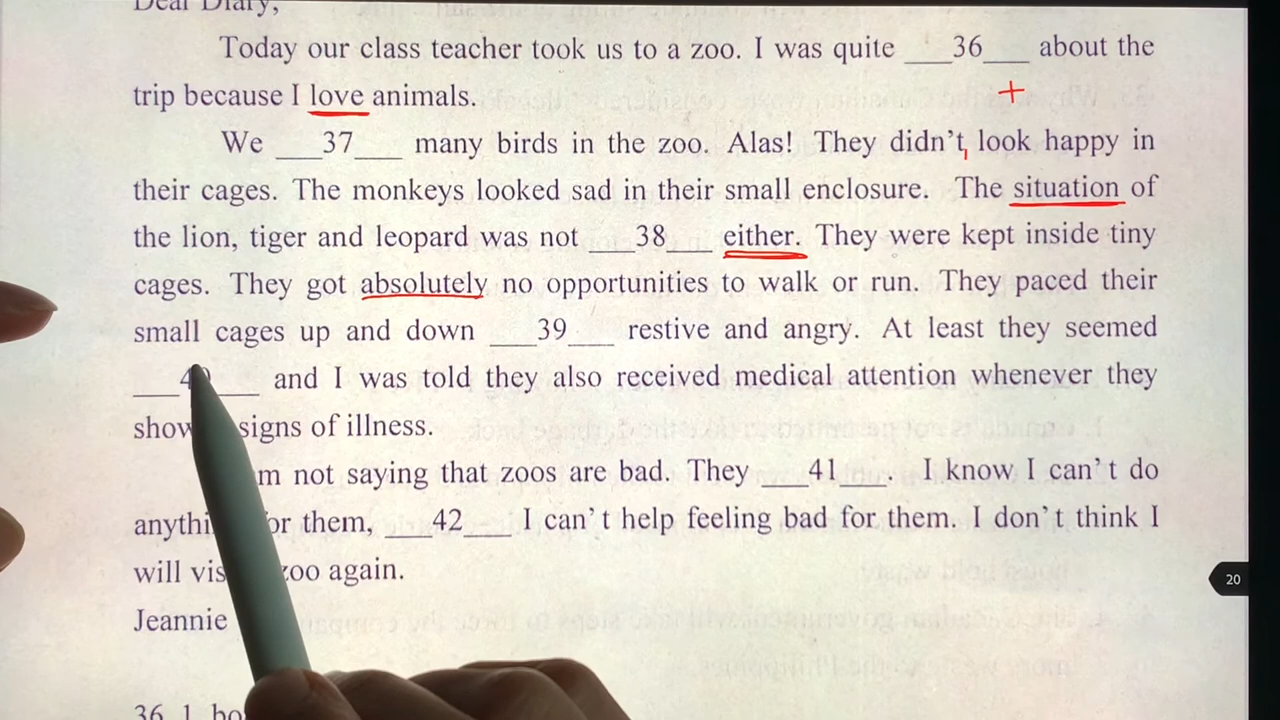 Dear Diary,
Today our class teacher took us to a zoo. I was quite ___36___ about the
trip because I love animals.
We ___37___ many birds in the zoo. Alas! They didn't look happy in
their cages. The monkeys looked sad in their small enclosure. The situation of
the lion, tiger and leopard was not ___38___ either. They were kept inside tiny
cages. They got absolutely no opportunities to walk or run. They paced their
small cages up and down ___39___ restive and angry. At least they seemed
and I was told they also received medical attention whenever they
signs of illness.
not saying that zoos are bad. They ___41___. I know I can't do
for them. ___42___ I can't help feeling bad for them. I don't think I
will zoo again.
Jeannie
36. 1.
20